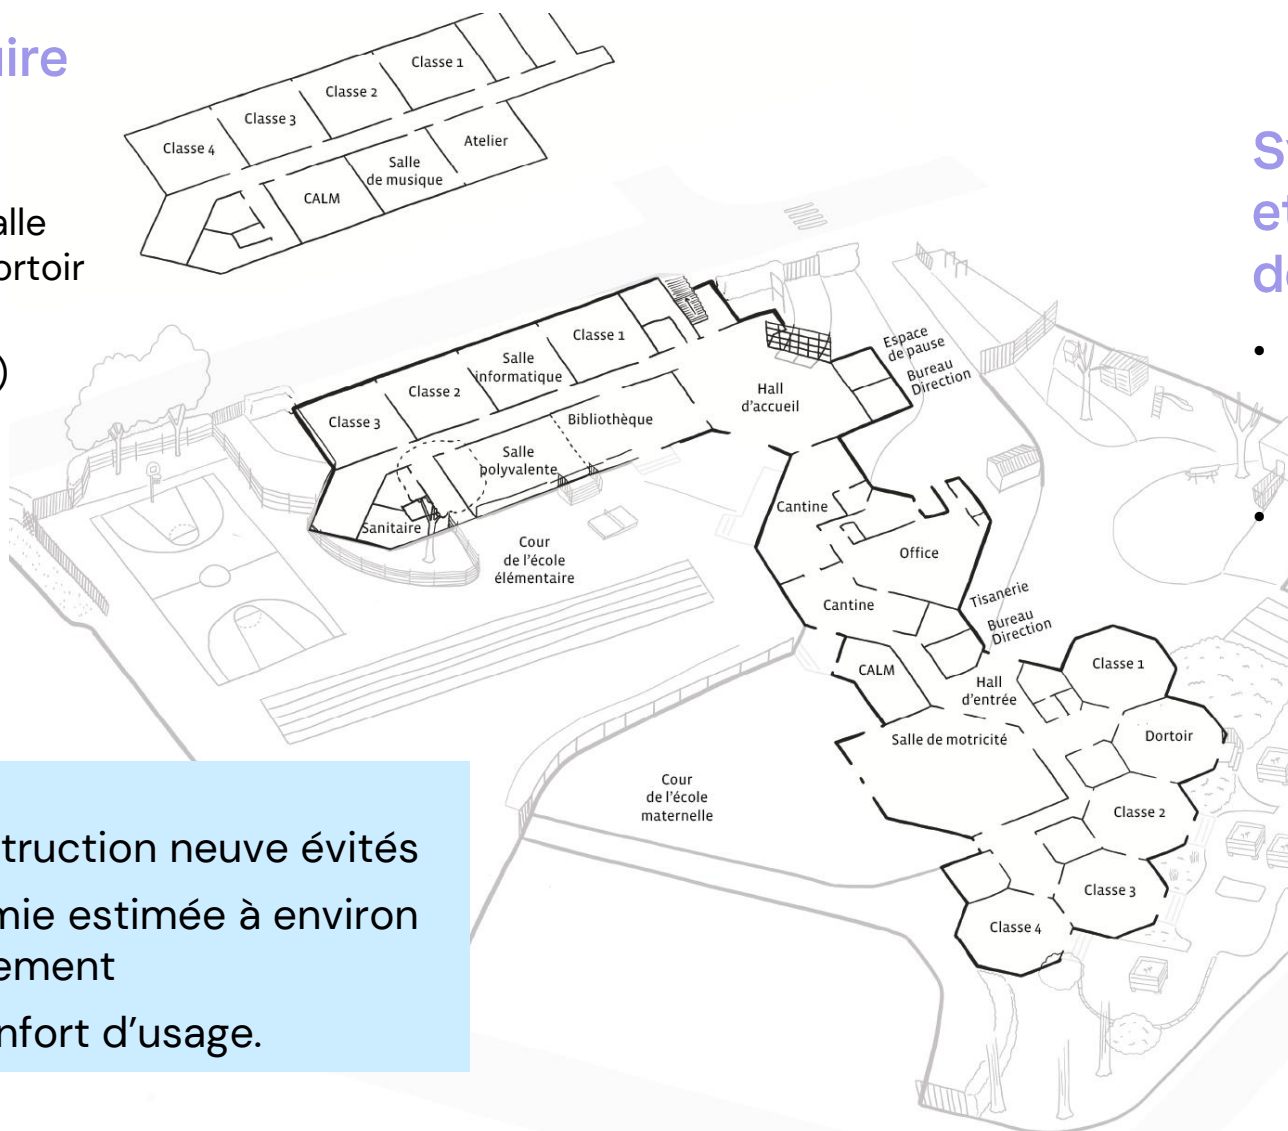 uire
alle
ortoir
)
Classe 1
Classe 2
Classe 3
Classe 4
Atelier
Salle
de musique
CALM
Classe 1
Salle
informatique
Classe 2
Classe 3
Bibliothèque
Salle
polyvalente
Sanitaire
Hall
d'accueil
Espace
de pause
Bureau
Direction
Cour
de l'école
élémentaire
Cantine
Office
Cantine
Tisanerie
Bureau
Direction
CALM
Hall
d'entrée
Classe 1
Salle de motricité
Dortoir
Cour
de l'école
maternelle
Classe 2
Classe 3
Classe 4
truction neuve évités
mie estimée à environ
ement
nfort d'usage.
et
de
•
•